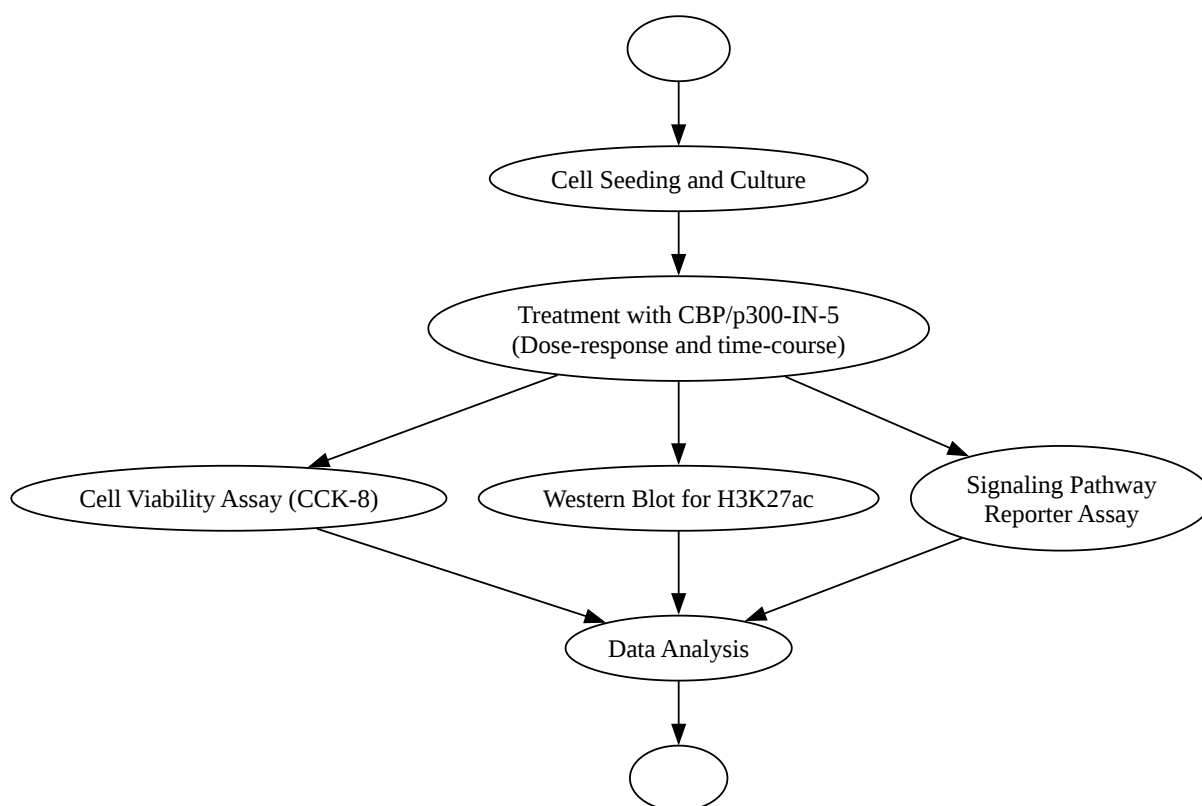 Cell Seeding and Culture
Treatment with CBP/p300-IN-5
(Dose-response and time-course)
Cell Viability Assay (CCK-8)
Western Blot for H3K27ac
Signaling Pathway
Reporter Assay
Data Analysis